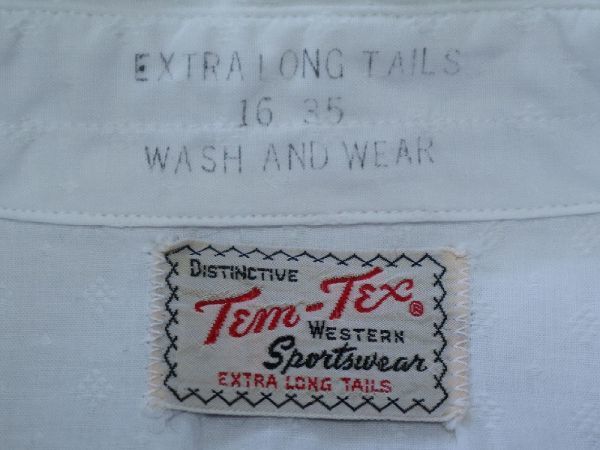 EXTRA LONG TAILS
16 35
WASH AND WEAR
DISTINCTIVE
TEM-TEX®
WESTERN
Sportswear
EXTRA LONG TAILS